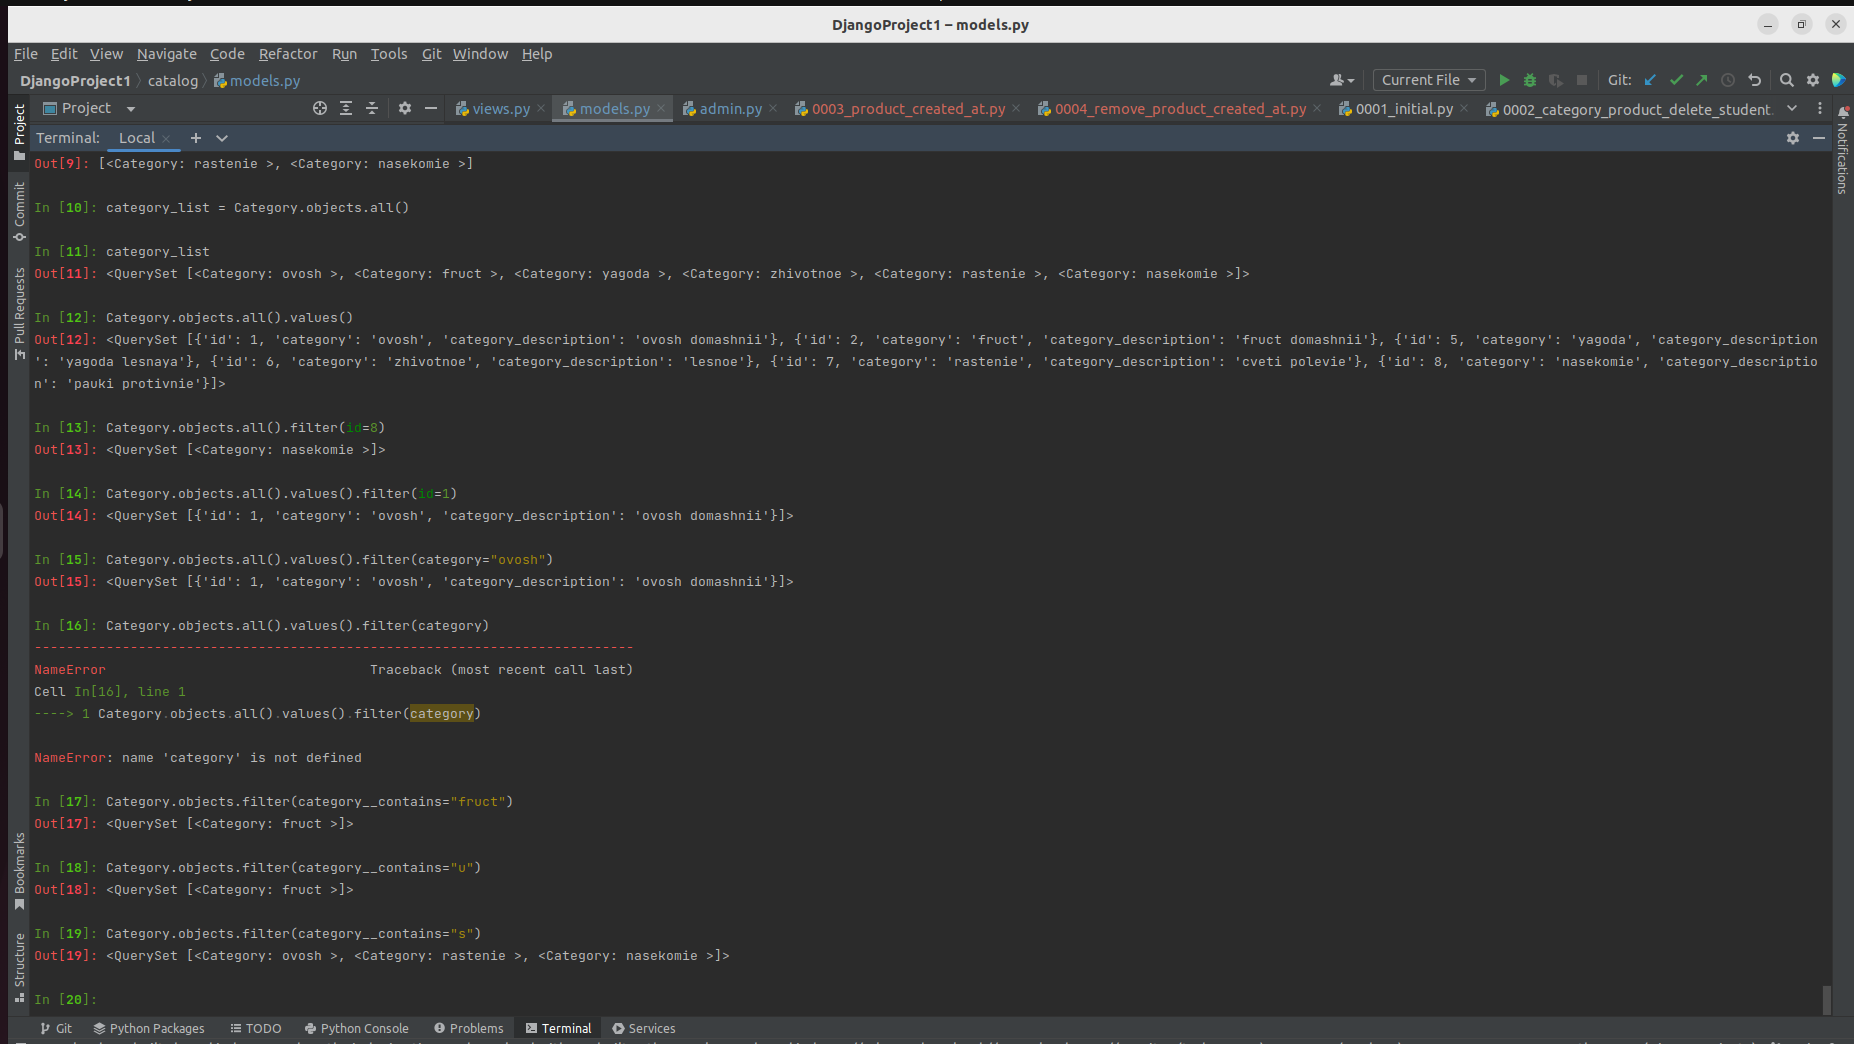 DjangoProject1 – models.py
File Edit View Navigate Code Refactor Run Tools Git Window Help
DjangoProject1 catalog models.py Current File Git:
Project views.py models.py admin.py 0003_product_created_at.py 0004_remove_product_created_at.py 0001_initial.py 0002_category_product_delete_student.
Terminal: Local
Out[9]: [<Category: rastenie >, <Category: nasekomie >]
In [10]: category_list = Category.objects.all()
In [11]: category_list
Out[11]: <QuerySet [<Category: ovosh >, <Category: fruct >, <Category: yagoda >, <Category: zhivotnoe >, <Category: rastenie >, <Category: nasekomie >]>
In [12]: Category.objects.all().values()
Out[12]: <QuerySet [{'id': 1, 'category': 'ovosh', 'category_description': 'ovosh domashnii'}, {'id': 2, 'category': 'fruct', 'category_description': 'fruct domashnii'}, {'id': 5, 'category': 'yagoda', 'category_description
': 'yagoda lesnaya'}, {'id': 6, 'category': 'zhivotnoe', 'category_description': 'lesnoe'}, {'id': 7, 'category': 'rastenie', 'category_description': 'cveti polevie'}, {'id': 8, 'category': 'nasekomie', 'category_descriptio
n': 'pauki protivnie'}]>
In [13]: Category.objects.all().filter(id=8)
Out[13]: <QuerySet [<Category: nasekomie >]>
In [14]: Category.objects.all().values().filter(id=1)
Out[14]: <QuerySet [{'id': 1, 'category': 'ovosh', 'category_description': 'ovosh domashnii'}]>
In [15]: Category.objects.all().values().filter(category="ovosh")
Out[15]: <QuerySet [{'id': 1, 'category': 'ovosh', 'category_description': 'ovosh domashnii'}]>
In [16]: Category.objects.all().values().filter(category)
---------------------------------------------------------------------------
NameError Traceback (most recent call last)
Cell In[16], line 1
----> 1 Category.objects.all().values().filter(category)
NameError: name 'category' is not defined
In [17]: Category.objects.filter(category__contains="fruct")
Out[17]: <QuerySet [<Category: fruct >]>
In [18]: Category.objects.filter(category__contains="u")
Out[18]: <QuerySet [<Category: fruct >]>
In [19]: Category.objects.filter(category__contains="s")
Out[19]: <QuerySet [<Category: ovosh >, <Category: rastenie >, <Category: nasekomie >]>
In [20]:
Project
Commit
Pull Requests
Bookmarks
Structure
Notifications
Git Python Packages TODO Python Console Problems Terminal Services